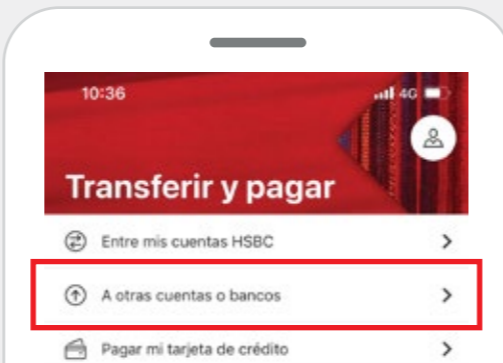 10:36
4G
Transferir y pagar
Entre mis cuentas HSBC
A otras cuentas o bancos
Pagar mi tarjeta de crédito